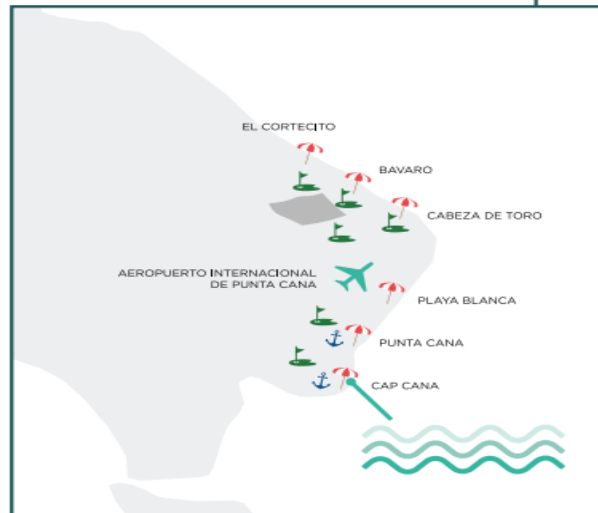 EL CORTECITO
BAVARO
CABEZA DE TORO
AEROPUERTO INTERNACIONAL
DE PUNTA CANA
PLAYA BLANCA
PUNTA CANA
CAP CANA